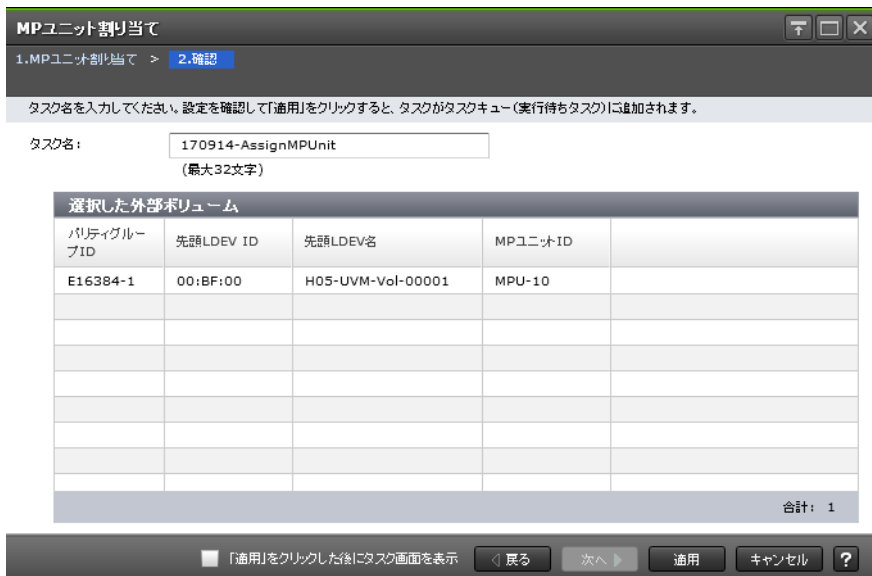 MPユニット割り当て
1.MPユニット割り当て > 2.確認
タスク名を入力してください。設定を確認して「適用」をクリックすると、タスクがタスクキュー(実行待ちタスク)に追加されます。
タスク名: 170914-AssignMPUnit
(最大32文字)
選択した外部ボリューム
パリティグルー
プID
先頭LDEV ID 先頭LDEV名 MPユニットID
E16384-1 00:BF:00 H05-UVM-Vol-00001 MPU-10
合計: 1
「適用」をクリックした後にタスク画面を表示 戻る 次へ 適用 キャンセル ?